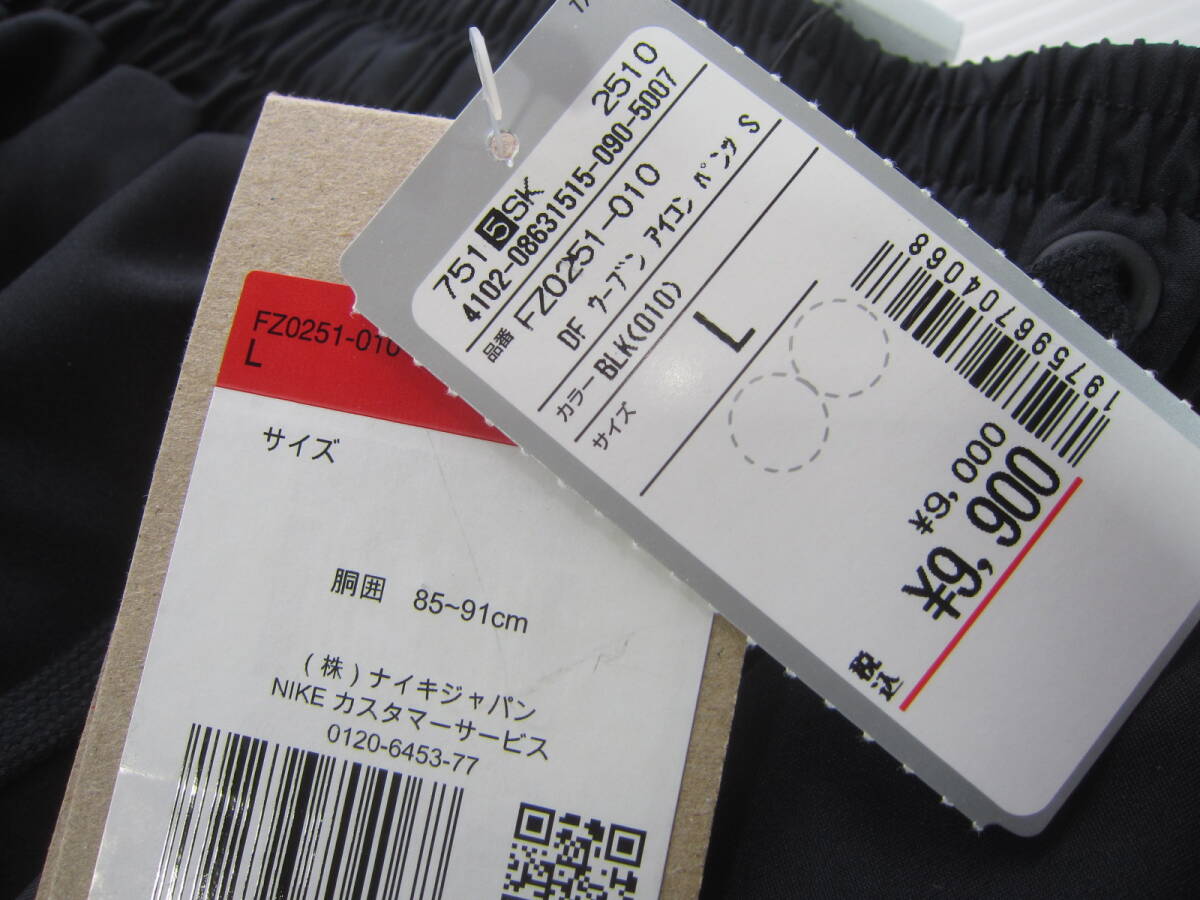 2510
751 5 SK
4102-08631515-090-5007
品番 FZ0251-010
DF ウーブン アイコン パンツ S
カラー BLK(010)
サイズ L
197596704068
¥9,000
¥9,900
税込
FZ0251-010
L
サイズ
胴囲 85~91cm
(株)ナイキジャパン
NIKE カスタマーサービス
0120-6453-77